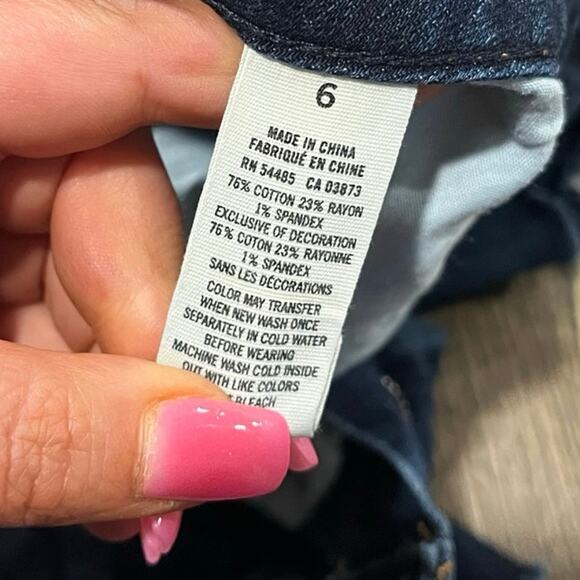 6
MADE IN CHINA
FABRIQUÉ EN CHINE
RN 54485 CA 03873
76% COTTON 23% RAYON
1% SPANDEX
EXCLUSIVE OF DECORATION
76% COTON 23% RAYONNE
1% SPANDEX
SANS LES DÉCORATIONS
COLOR MAY TRANSFER
WHEN NEW WASH ONCE
SEPARATELY IN COLD WATER
BEFORE WEARING
MACHINE WASH COLD INSIDE
OUT WITH LIKE COLORS
BLEACH